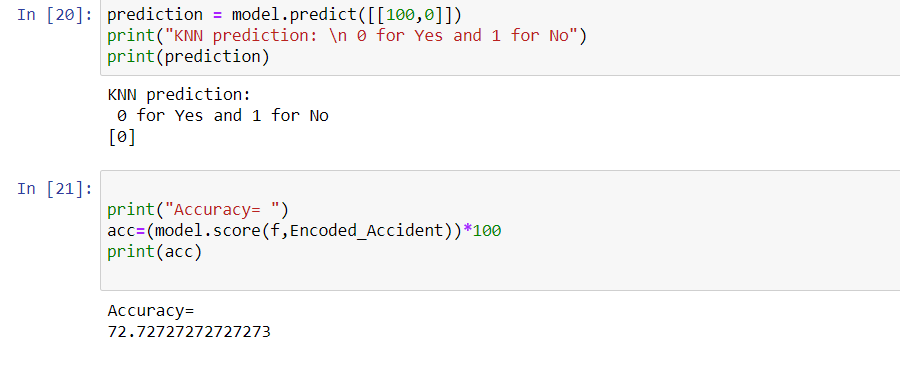 In [20]: prediction = model.predict([[100,0]])
print("KNN prediction: \n 0 for Yes and 1 for No")
print(prediction)
KNN prediction:
 0 for Yes and 1 for No
[0]
In [21]:
print("Accuracy= ")
acc=(model.score(f,Encoded_Accident))*100
print(acc)
Accuracy=
72.72727272727273